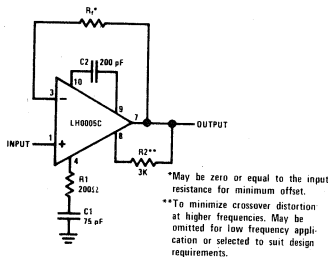 R₁*
C2 200 pF
10
3
9
LH0005C
7
OUTPUT
INPUT
1
8
4
R2**
3K
R1
200Ω
C1
75 pF
*May be zero or equal to the input
resistance for minimum offset.
**To minimize crossover distortion
at higher frequencies. May be
omitted for low frequency appli-
cation or selected to suit design
requirements.